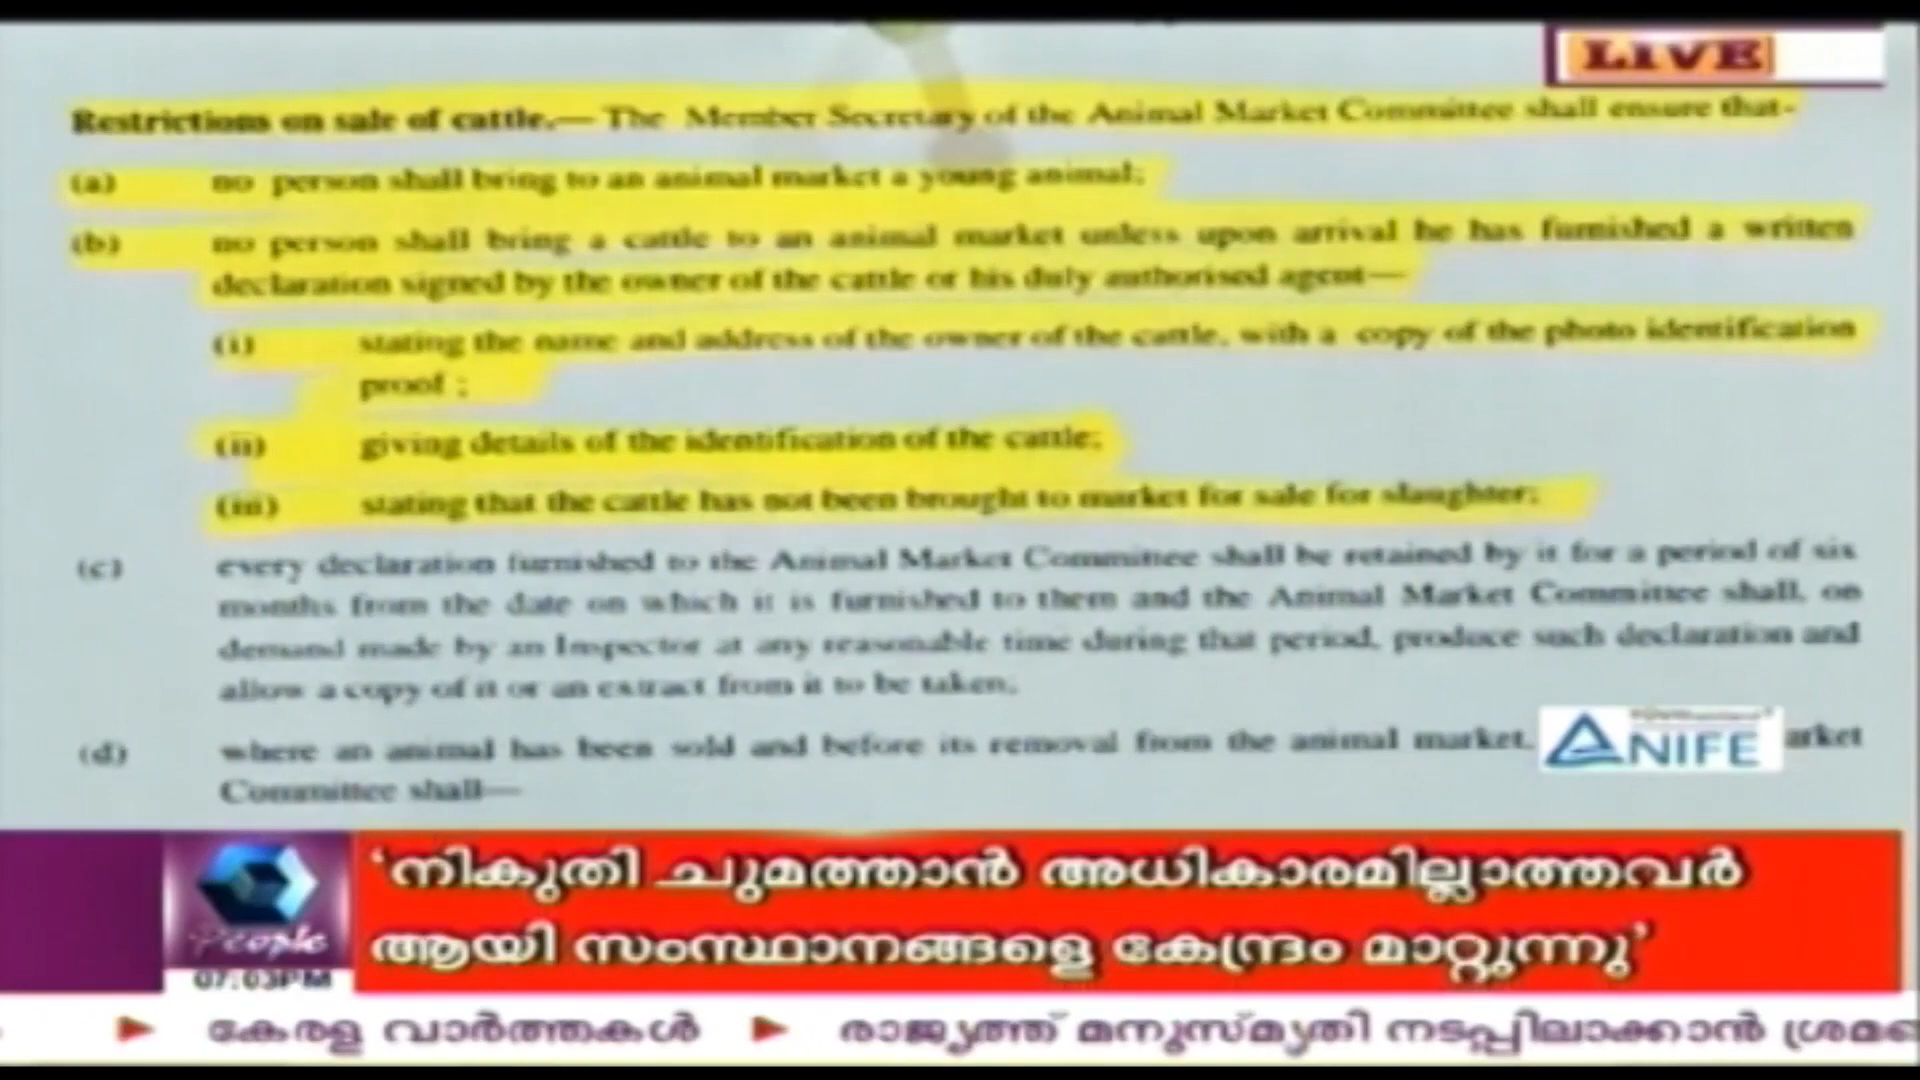 LIVE
Restrictions on sale of cattle.— The Member Secretary of the Animal Market Committee shall ensure that-
(a) no person shall bring to an animal market a young animal;
(b) no person shall bring a cattle to an animal market unless upon arrival he has furnished a written
declaration signed by the owner of the cattle or his duly authorised agent—
(i) stating the name and address of the owner of the cattle, with a copy of the photo identification
proof ;
(ii) giving details of the identification of the cattle;
(iii) stating that the cattle has not been brought to market for sale for slaughter;
(c) every declaration furnished to the Animal Market Committee shall be retained by it for a period of six
months from the date on which it is furnished to them and the Animal Market Committee shall, on
demand made by an Inspector at any reasonable time during that period, produce such declaration and
allow a copy of it or an extract from it to be taken;
(d) where an animal has been sold and before its removal from the animal market, arket
Committee shall—
NIFE
‘നികുതി ചുമത്താൻ അധികാരമില്ലാത്തവർ
ആയി സംസ്ഥാനങ്ങളെ കേന്ദ്രം മാറ്റുന്നു’
People
07:03PM
കേരള വാർത്തകൾ രാജ്യത്ത് മനുസ്മൃതി നടപ്പിലാക്കാൻ ശ്രമ